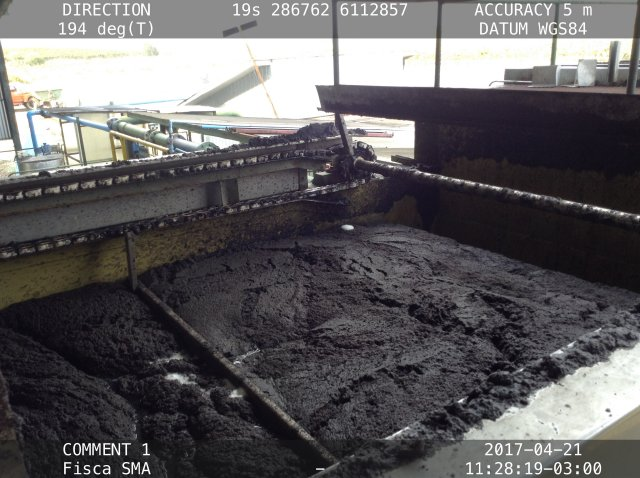 DIRECTION 19s 286762 6112857 ACCURACY 5 m
194 deg(T) DATUM WGS84
COMMENT 1 2017-04-21
Fisca SMA - 11:28:19-03:00